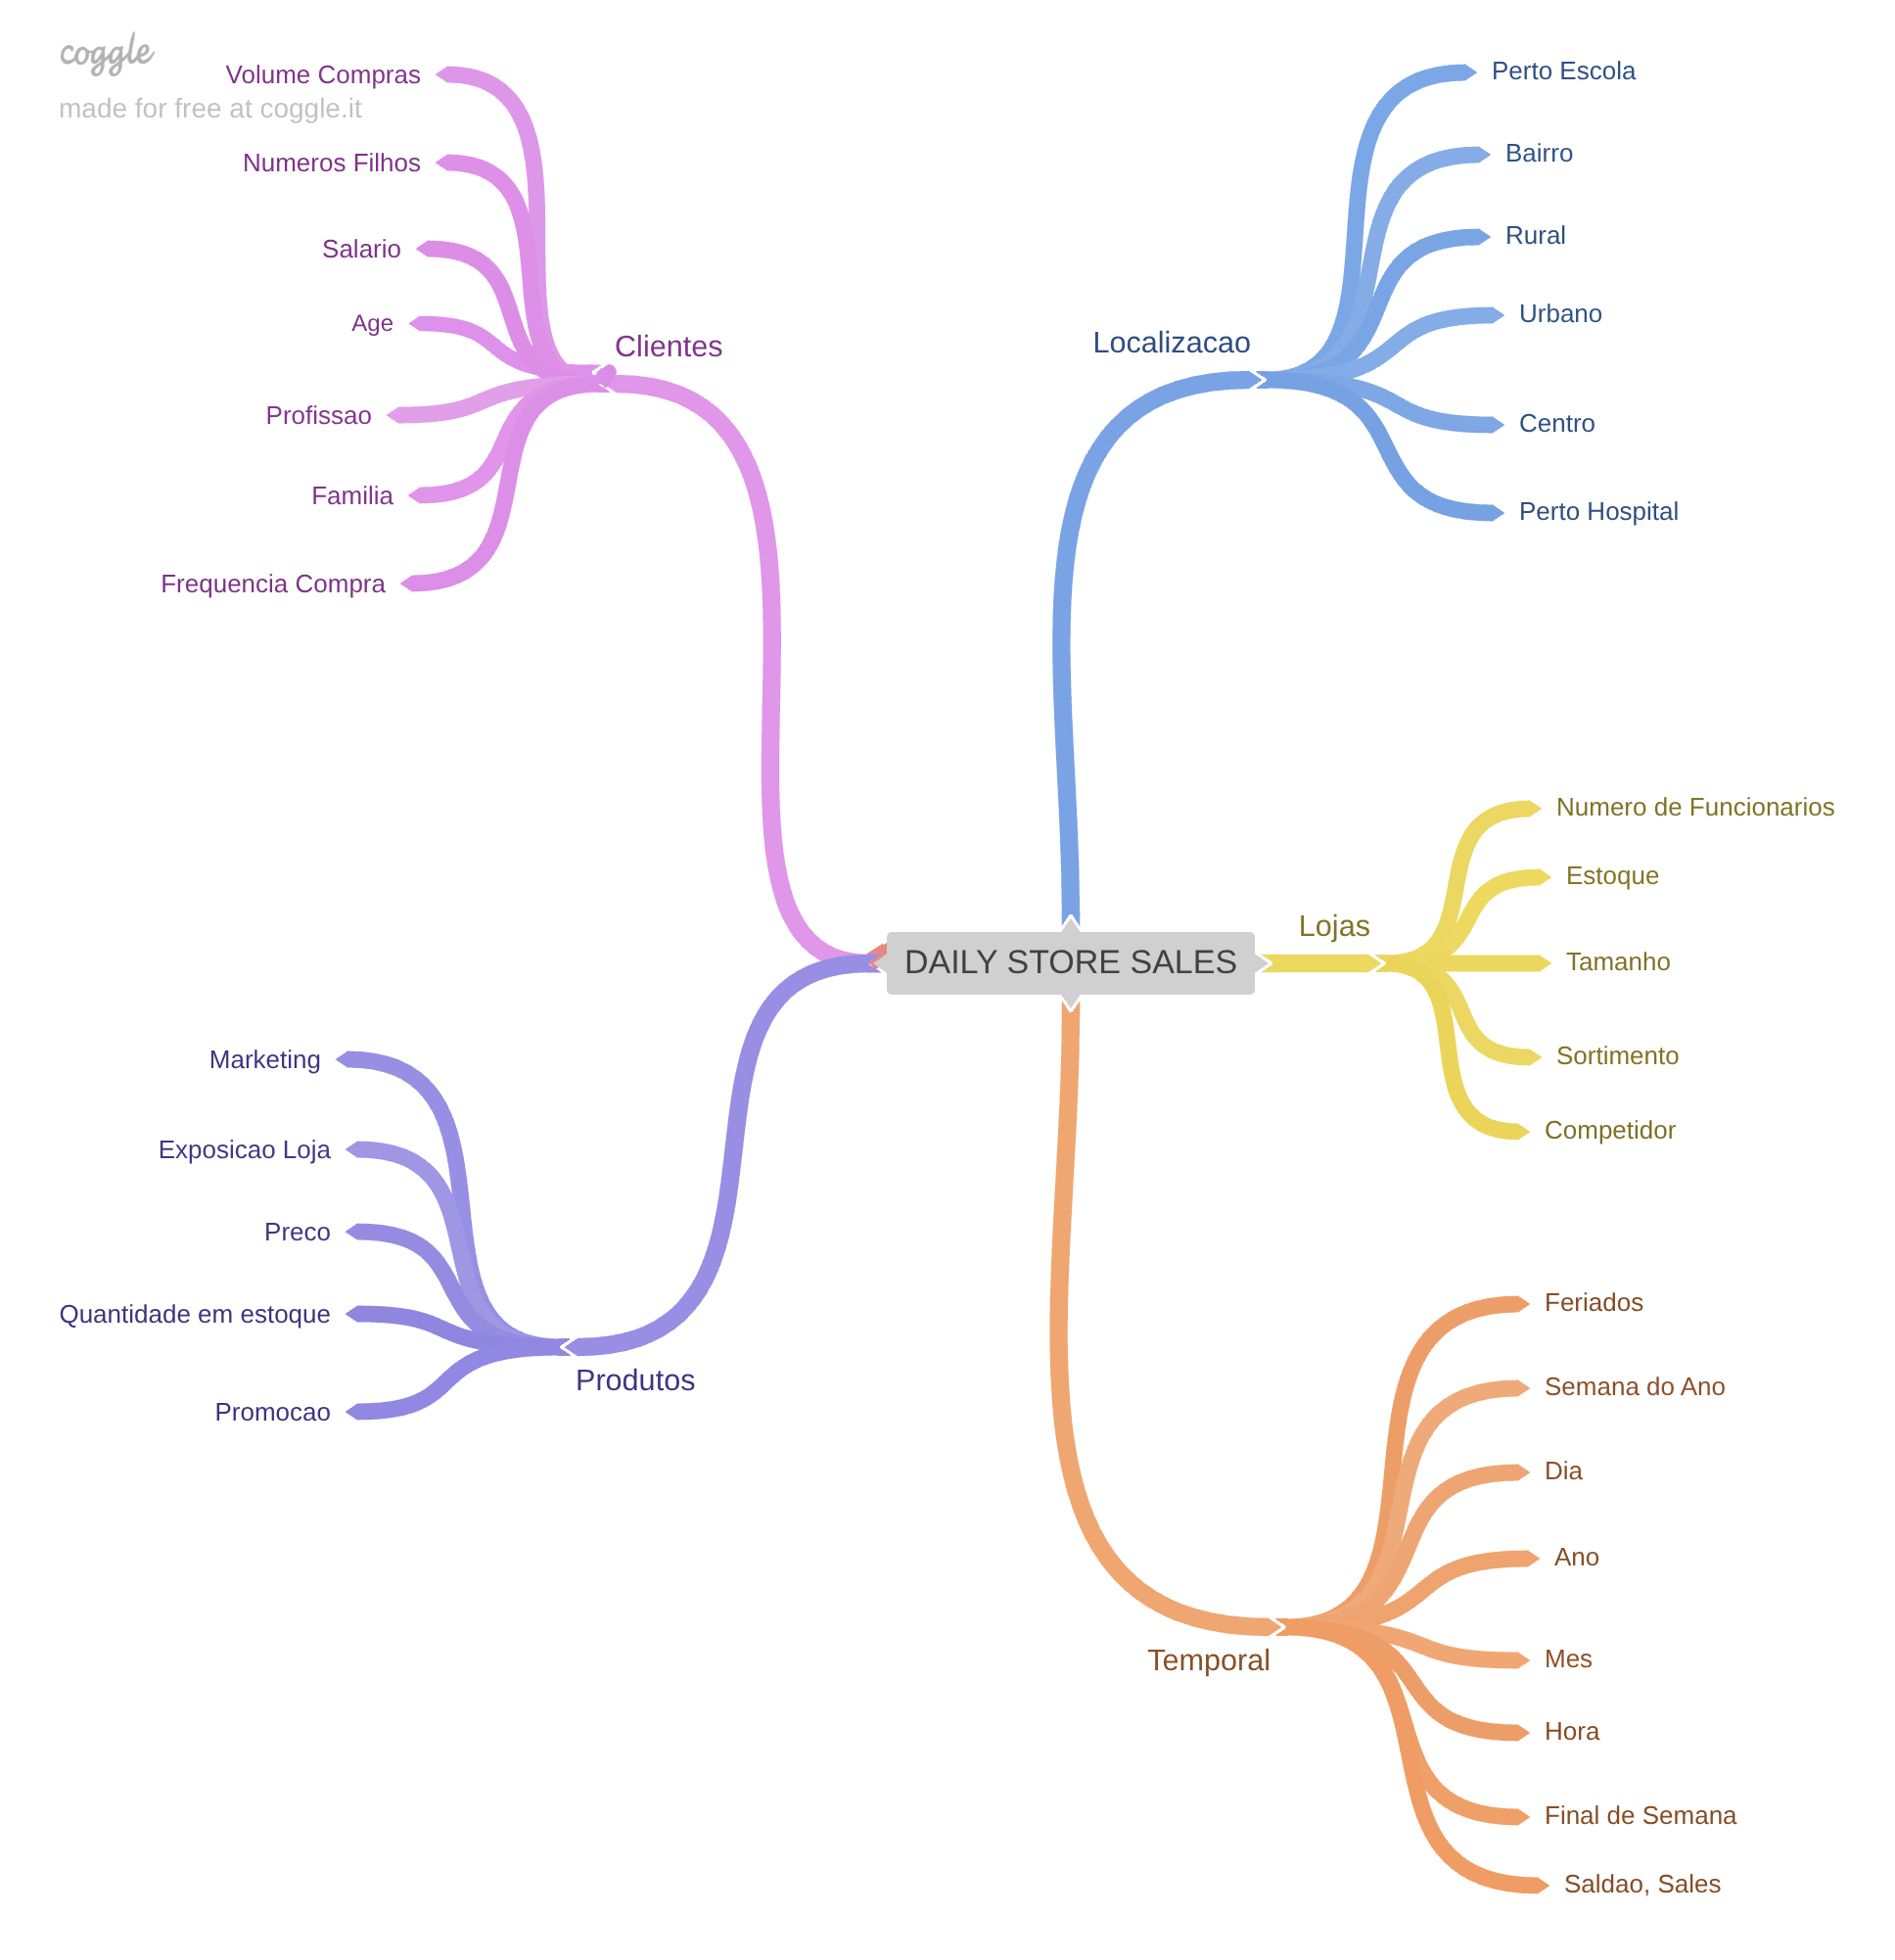 coggle
made for free at coggle.it
Volume Compras
Numeros Filhos
Salario
Age
Clientes
Profissao
Familia
Frequencia Compra
Perto Escola
Bairro
Rural
Urbano
Localizacao
Centro
Perto Hospital
DAILY STORE SALES
Numero de Funcionarios
Estoque
Lojas
Tamanho
Sortimento
Competidor
Marketing
Exposicao Loja
Preco
Quantidade em estoque
Produtos
Promocao
Feriados
Semana do Ano
Dia
Ano
Temporal
Mes
Hora
Final de Semana
Saldao, Sales